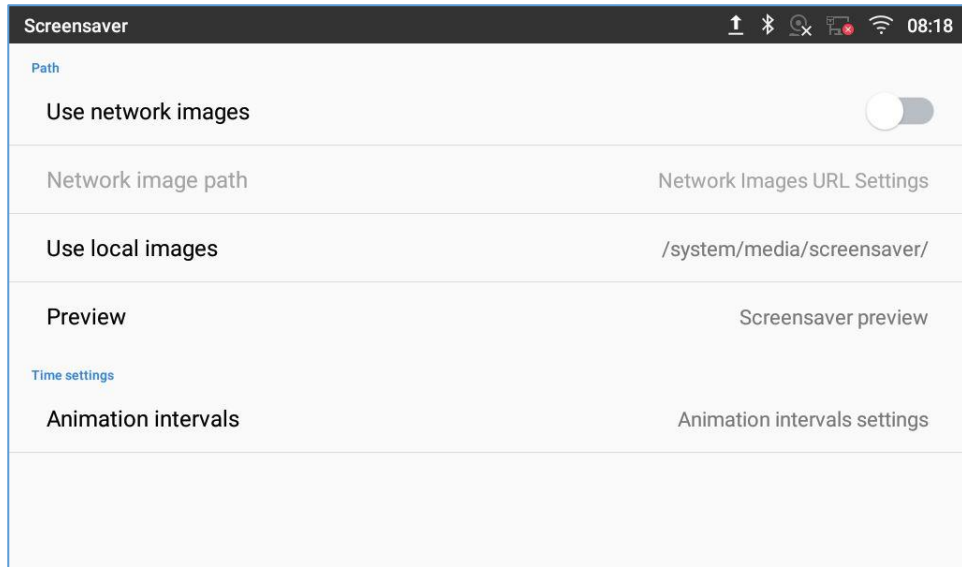 Screensaver 08:18
Path
Use network images
Network image path Network Images URL Settings
Use local images /system/media/screensaver/
Preview Screensaver preview
Time settings
Animation intervals Animation intervals settings